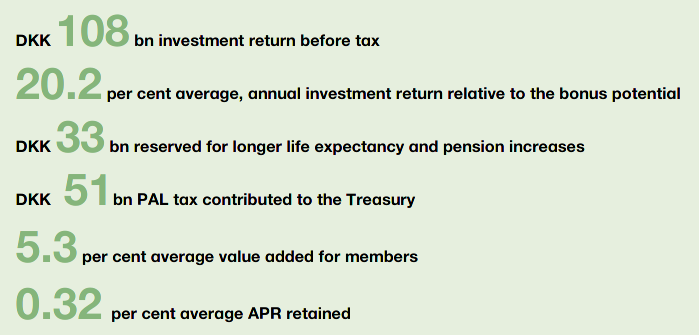 DKK 108 bn investment return before tax
20.2 per cent average, annual investment return relative to the bonus potential
DKK 33 bn reserved for longer life expectancy and pension increases
DKK 51 bn PAL tax contributed to the Treasury
5.3 per cent average value added for members
0.32 per cent average APR retained